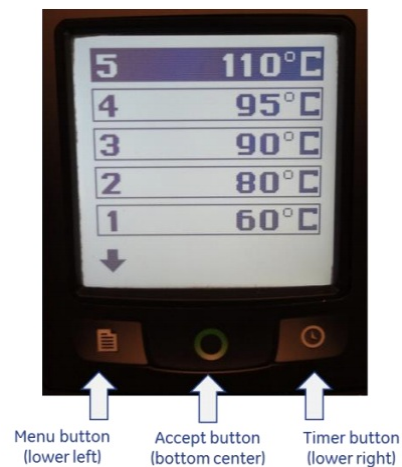 5 110°C
4 95°C
3 90°C
2 80°C
1 60°C
Menu button
(lower left)
Accept button
(bottom center)
Timer button
(lower right)